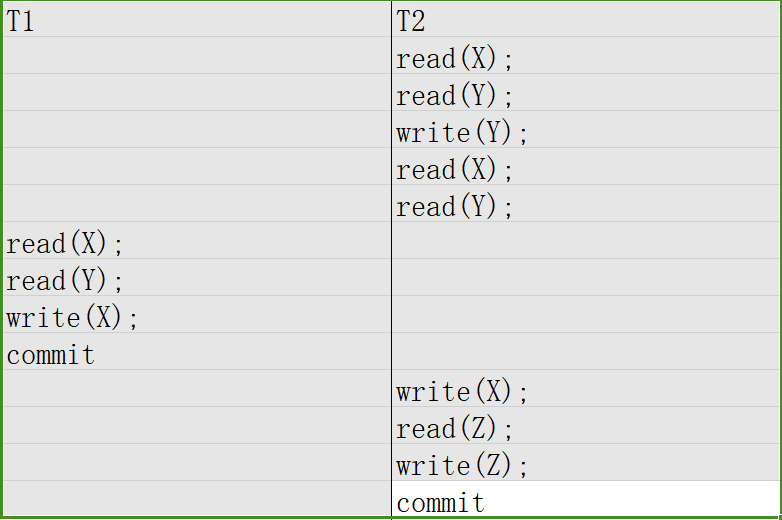 T1 T2
read(X);
read(Y);
write(Y);
read(X);
read(Y);
read(X);
read(Y);
write(X);
commit
write(X);
read(Z);
write(Z);
commit